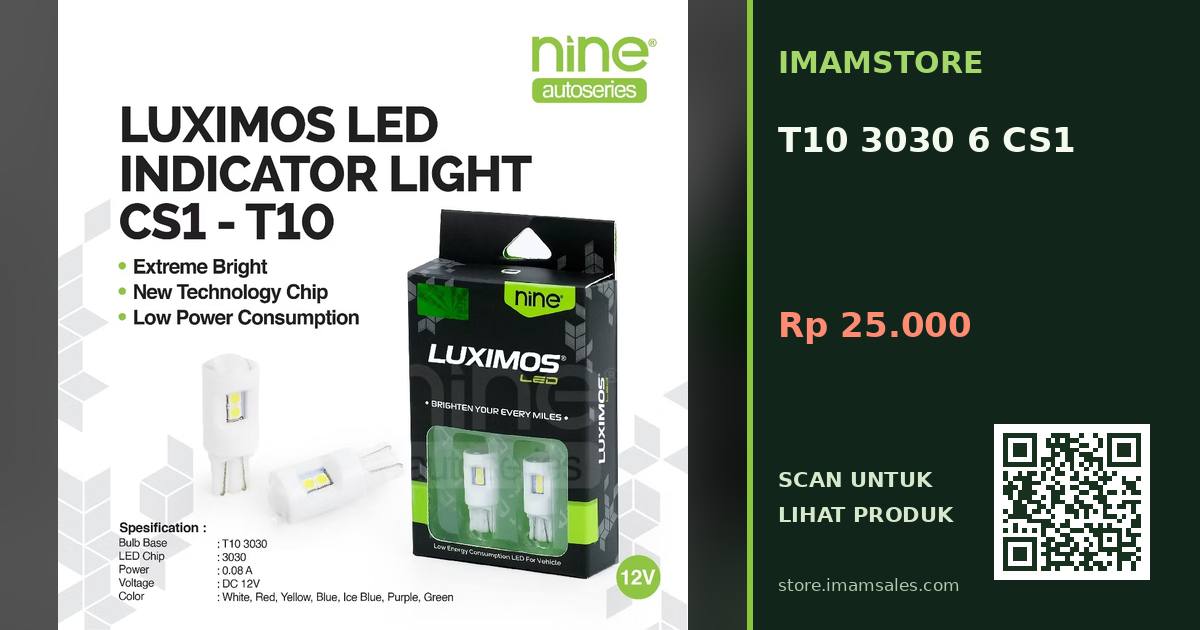 nine®
autoseries
LUXIMOS LED
INDICATOR LIGHT
CS1 - T10
• Extreme Bright
• New Technology Chip
• Low Power Consumption
nine®
LUXIMOS®
LED
• BRIGHTEN YOUR EVERY MILES •
LUXIMOS®
LED
nine
autoseries
Low Energy Consumption LED For Vehicle
Spesification :
Bulb Base : T10 3030
LED Chip : 3030
Power : 0.08 A
Voltage : DC 12V
Color : White, Red, Yellow, Blue, Ice Blue, Purple, Green
12V
IMAMSTORE
T10 3030 6 CS1
Rp 25.000
SCAN UNTUK
LIHAT PRODUK
store.imamsales.com